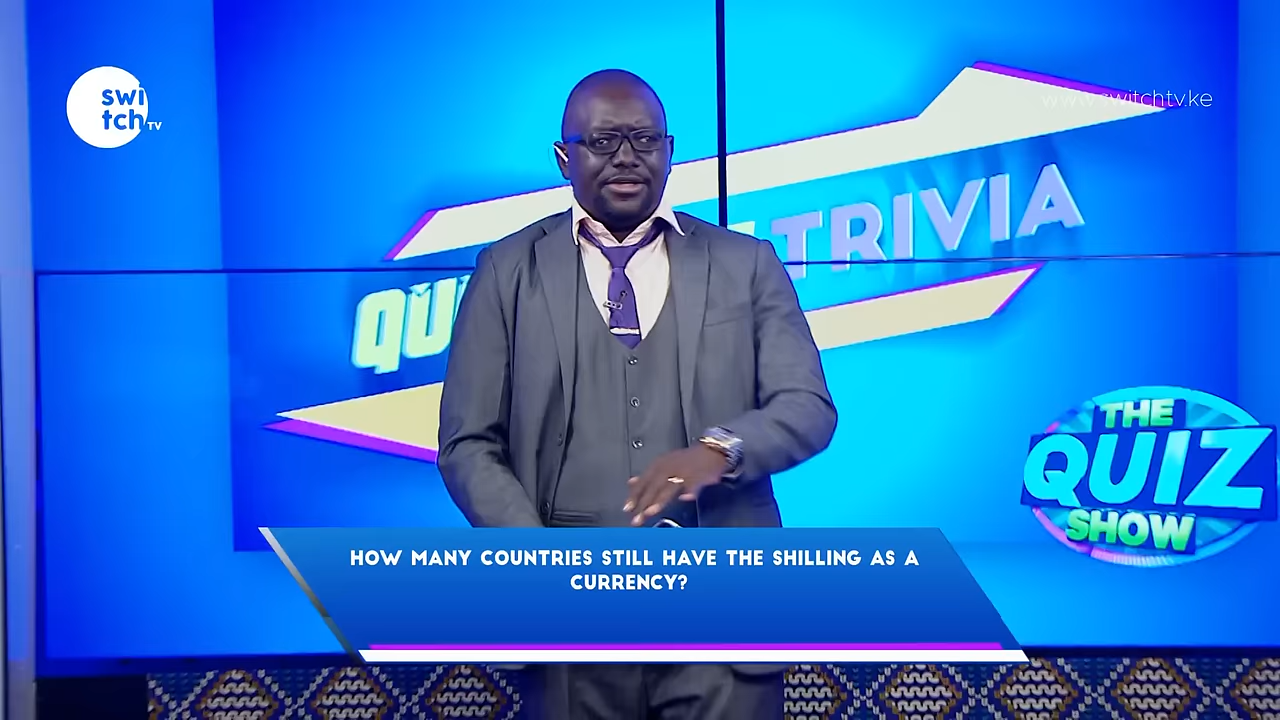 swi
tch TV
www.switchtv.ke
TRIVIA
QU
THE
QUIZ
SHOW
HOW MANY COUNTRIES STILL HAVE THE SHILLING AS A
CURRENCY?